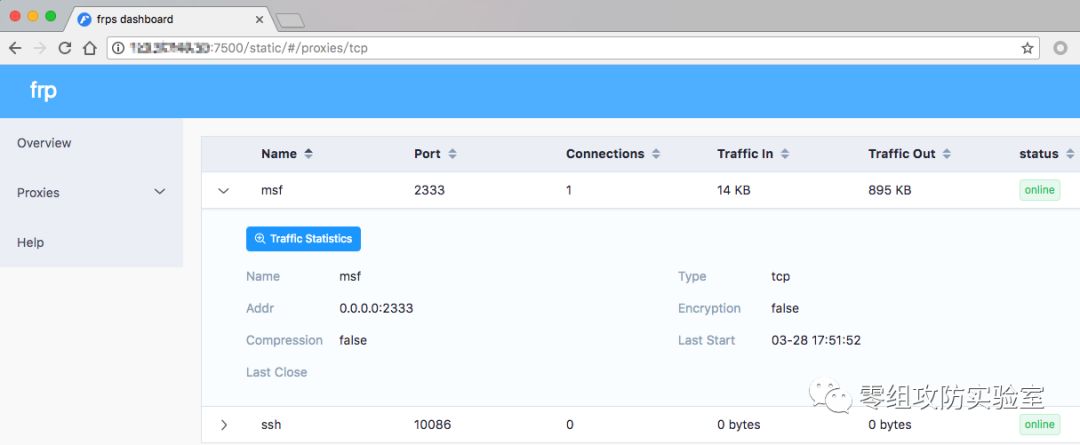 frps dashboard
:7500/static/#/proxies/tcp
frp
Overview
Proxies
Help
Name Port Connections Traffic In Traffic Out status
msf 2333 1 14 KB 895 KB online
Traffic Statistics
Name msf Type tcp
Addr 0.0.0.0:2333 Encryption false
Compression false Last Start 03-28 17:51:52
Last Close
零组攻防实验室
ssh 10086 0 0 bytes 0 bytes online